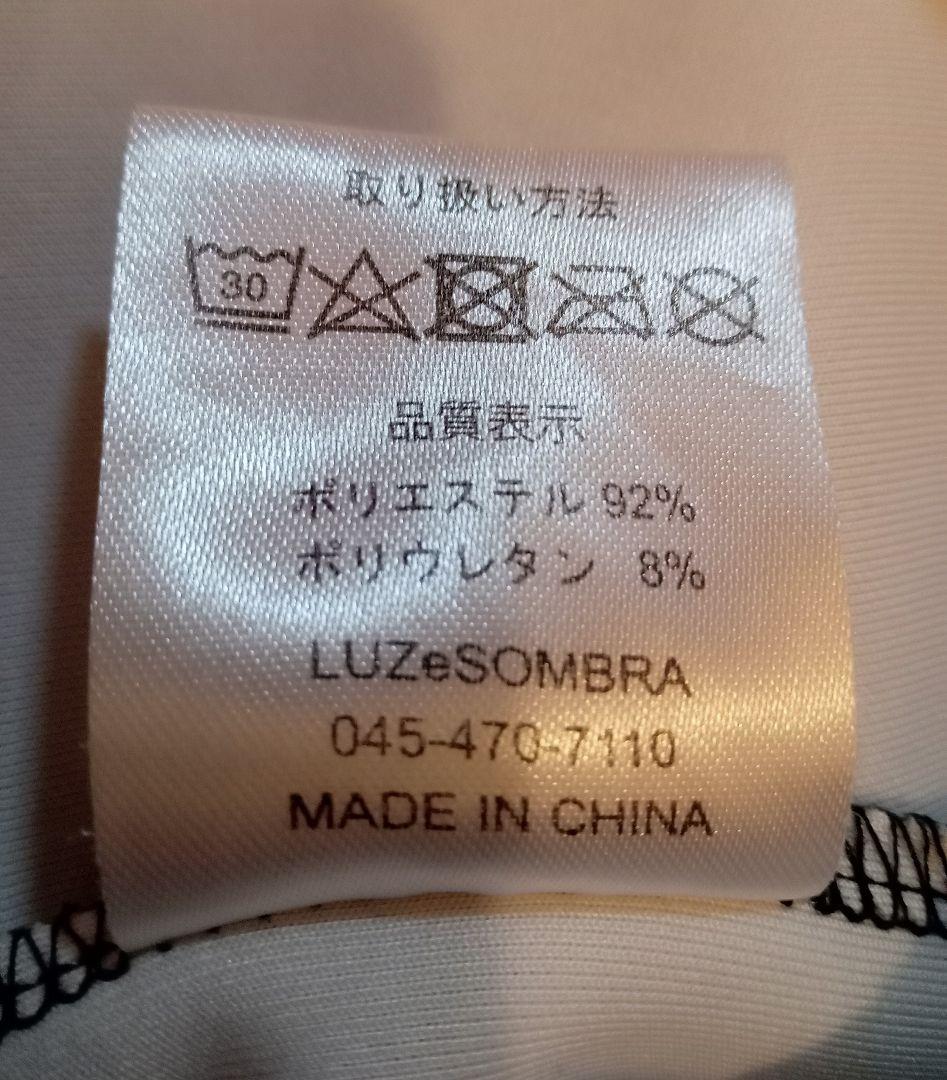 取り扱い方法
30
品質表示
ポリエステル 92%
ポリウレタン 8%
LUZeSOMBRA
045-470-7110
MADE IN CHINA